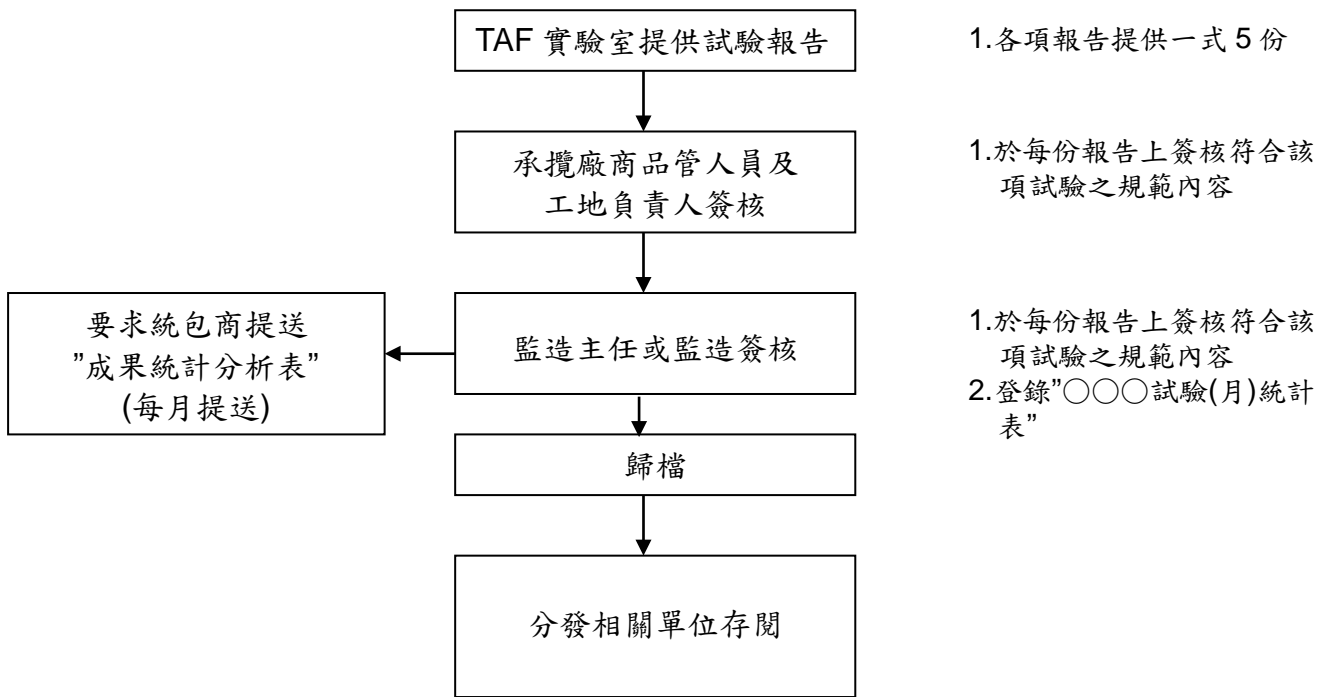 TAF 實驗室提供試驗報告
1.各項報告提供一式 5 份
承攬廠商品管人員及
工地負責人簽核
1.於每份報告上簽核符合該
項試驗之規範內容
要求統包商提送
”成果統計分析表”
(每月提送)
監造主任或監造簽核
1.於每份報告上簽核符合該
項試驗之規範內容
2.登錄”○○○試驗(月)統計
表”
歸檔
分發相關單位存閱